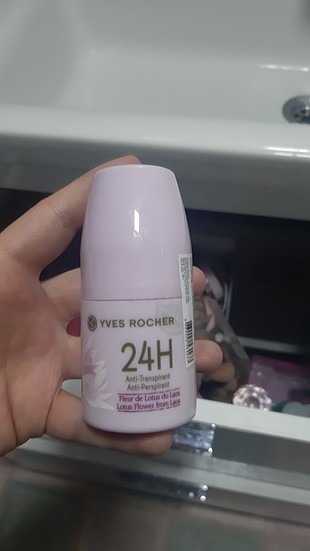 YVES ROCHER
24H
Anti-Transpirant
Anti-Perspirant
Fleur de Lotus du Laos
Lotus Flower from Laos